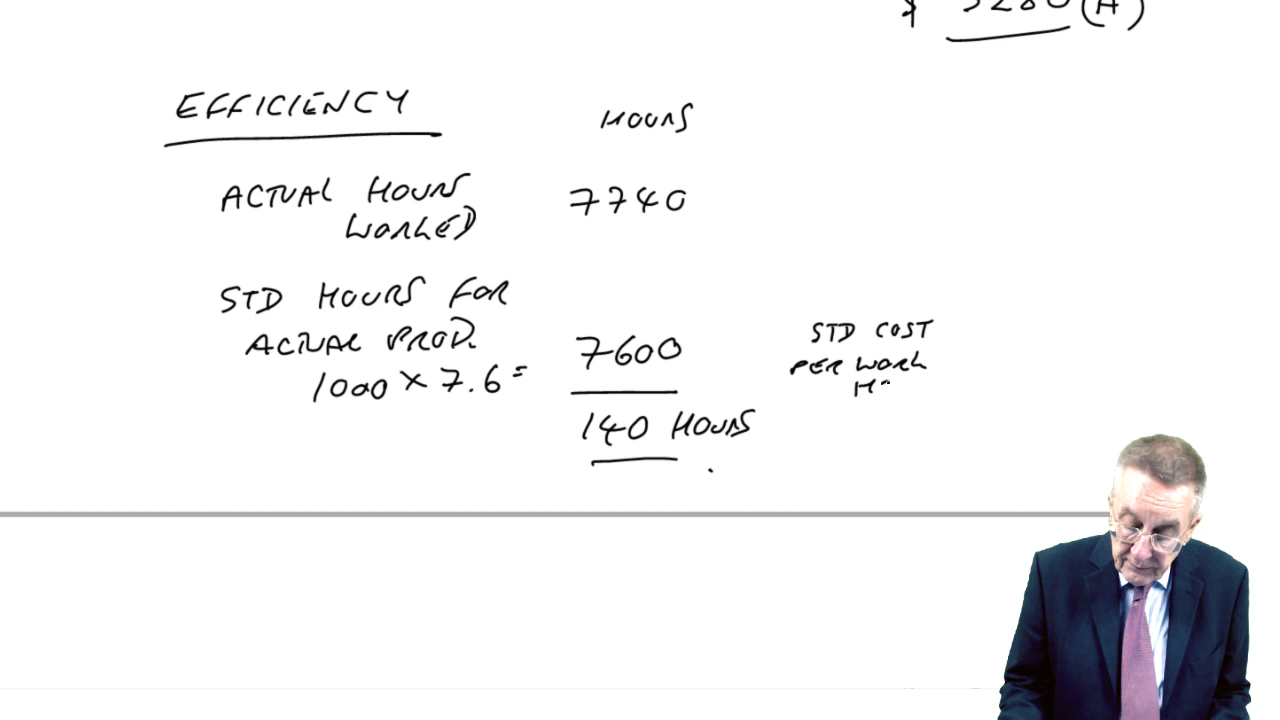 (A)
EFFICIENCY
HOURS
ACTUAL HOURS
WORKED
7740
STD HOURS FOR
ACTUAL PROD.
1000 × 7.6 =
7600
140 HOURS
STD COST
PER WORK